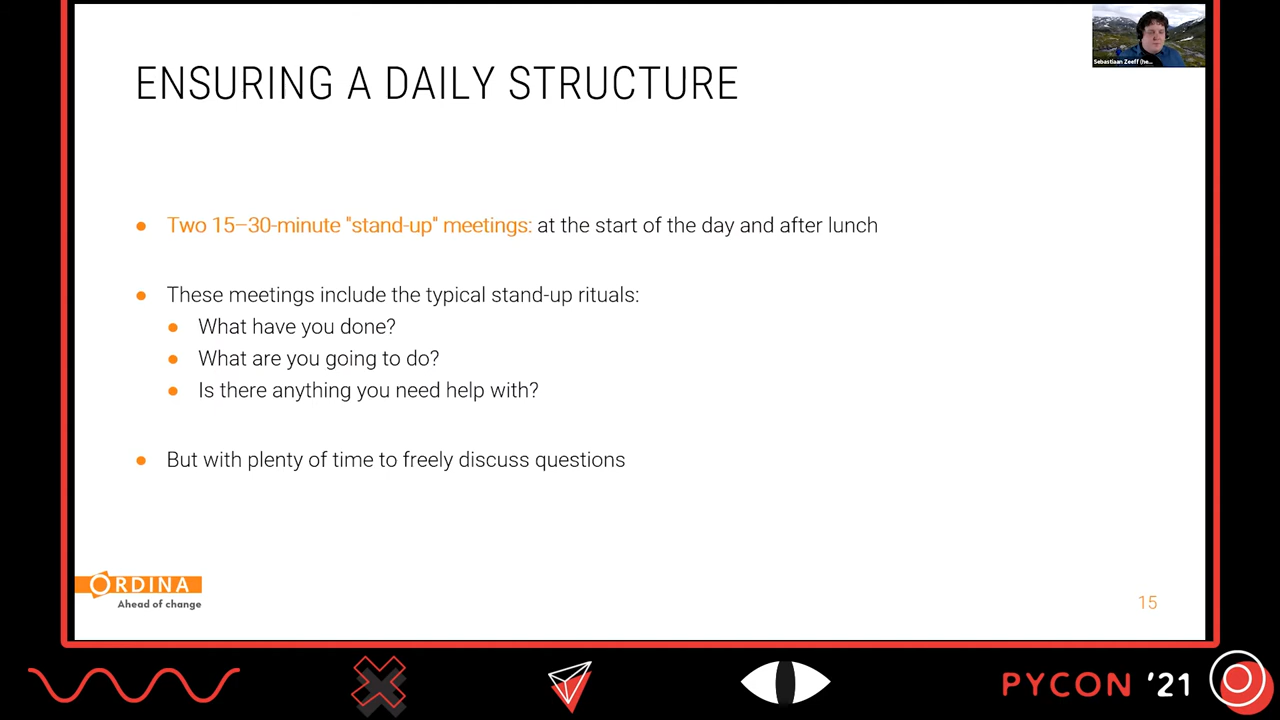 Sebastiaan Zeeff (he...
ENSURING A DAILY STRUCTURE
Two 15–30-minute "stand-up" meetings: at the start of the day and after lunch
These meetings include the typical stand-up rituals:
What have you done?
What are you going to do?
Is there anything you need help with?
But with plenty of time to freely discuss questions
ORDINA
Ahead of change
15
PYCON '21